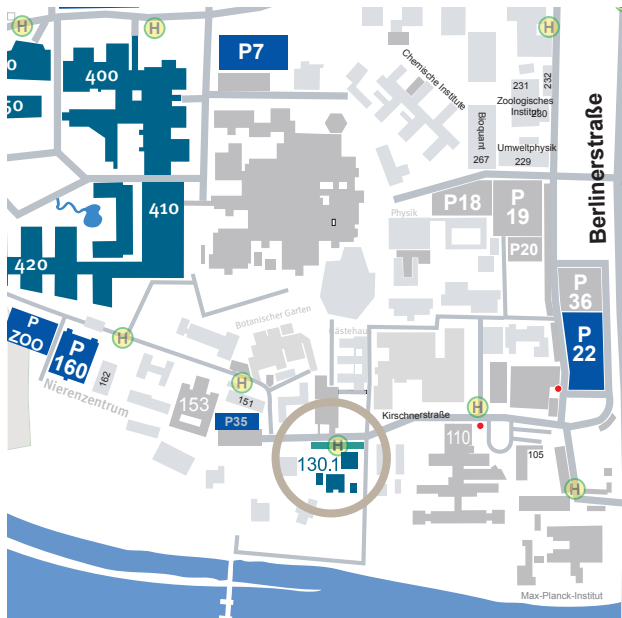 H
H
H
P7
0
400
50
Chemische Institute
231
232
Zoologisches
Institut
230
Bioquant
267
Umweltphysik
229
Berlinerstraße
410
P18
P
19
P20
Physik
420
P
36
P
22
P
ZOO
P
160
H
Botanischer Garten
Gästehaus
162
Nierenzentrum
H
153
151
P35
Kirschnerstraße
H
H
130.1
110
105
H
Max-Planck-Institut